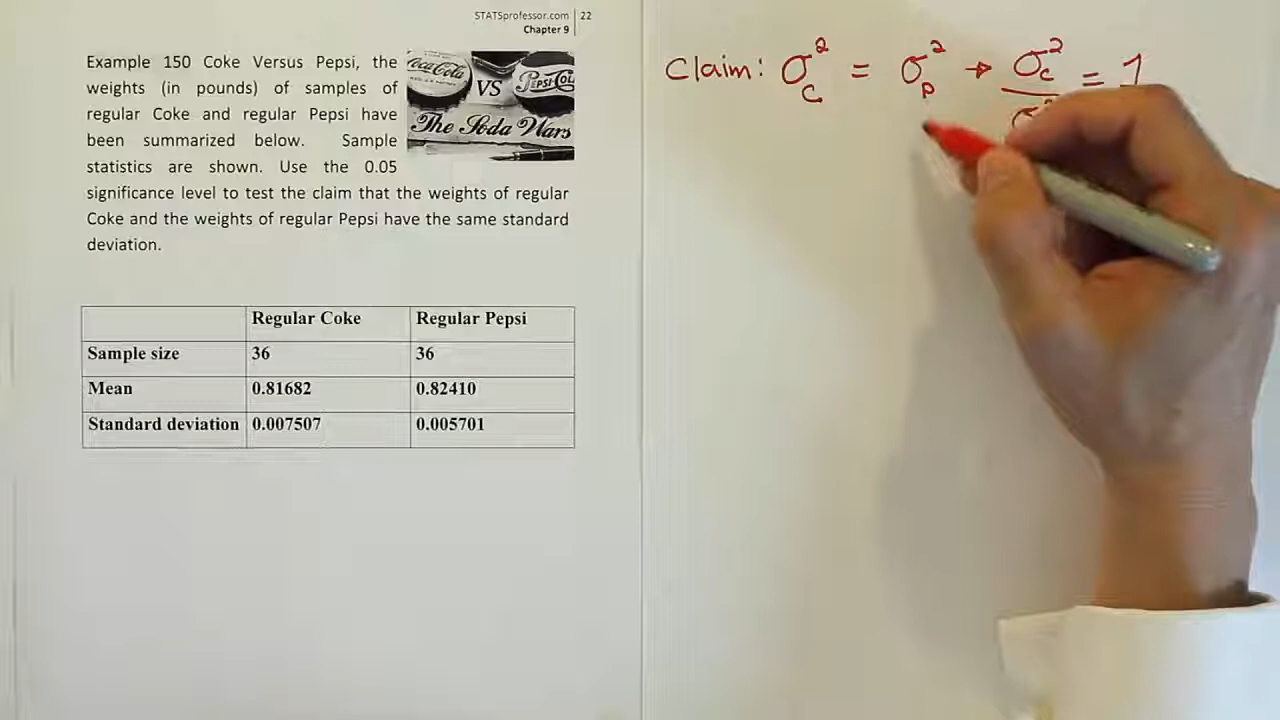 STATSprofessor.com 22
Chapter 9
Example 150 Coke Versus Pepsi, the
weights (in pounds) of samples of
regular Coke and regular Pepsi have
been summarized below. Sample
statistics are shown. Use the 0.05
significance level to test the claim that the weights of regular
Coke and the weights of regular Pepsi have the same standard
deviation.
Coca-Cola
VS
PEPSI-COLA
The Soda Wars
Regular Coke Regular Pepsi
Sample size 36 36
Mean 0.81682 0.82410
Standard deviation 0.007507 0.005701
Claim: σ_C² = σ_P² → σ_C² / σ² = 1